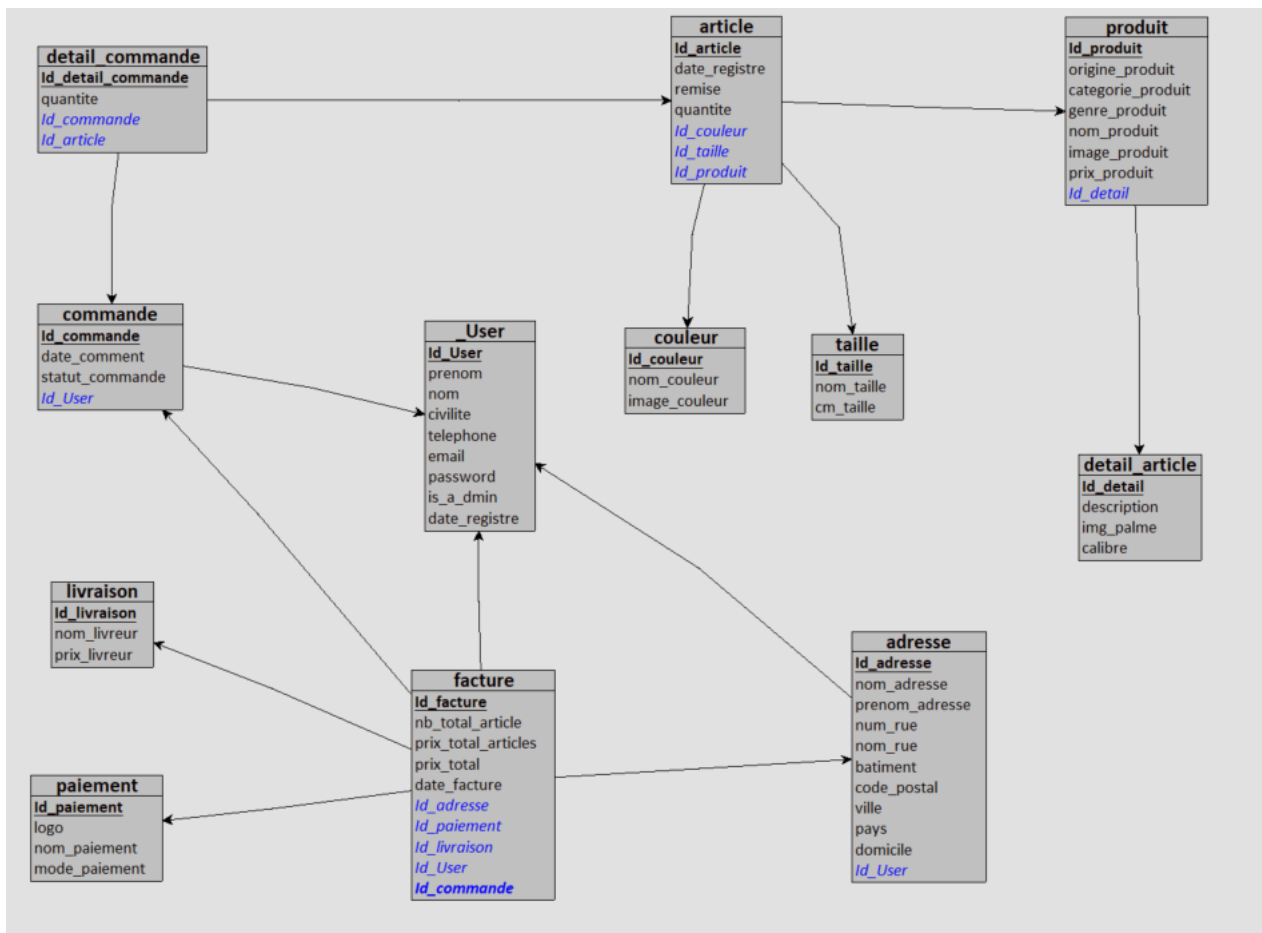 detail_commande
Id_detail_commande
quantite
Id_commande
Id_article
article
Id_article
date_registre
remise
quantite
Id_couleur
Id_taille
Id_produit
produit
Id_produit
origine_produit
categorie_produit
genre_produit
nom_produit
image_produit
prix_produit
Id_detail
commande
Id_commande
date_comment
statut_commande
Id_User
_User
Id_User
prenom
nom
civilite
telephone
email
password
is_a_dmin
date_registre
couleur
Id_couleur
nom_couleur
image_couleur
taille
Id_taille
nom_taille
cm_taille
detail_article
Id_detail
description
img_palme
calibre
livraison
Id_livraison
nom_livreur
prix_livreur
facture
Id_facture
nb_total_article
prix_total_articles
prix_total
date_facture
Id_adresse
Id_paiement
Id_livraison
Id_User
Id_commande
adresse
Id_adresse
nom_adresse
prenom_adresse
num_rue
nom_rue
batiment
code_postal
ville
pays
domicile
Id_User
paiement
Id_paiement
logo
nom_paiement
mode_paiement